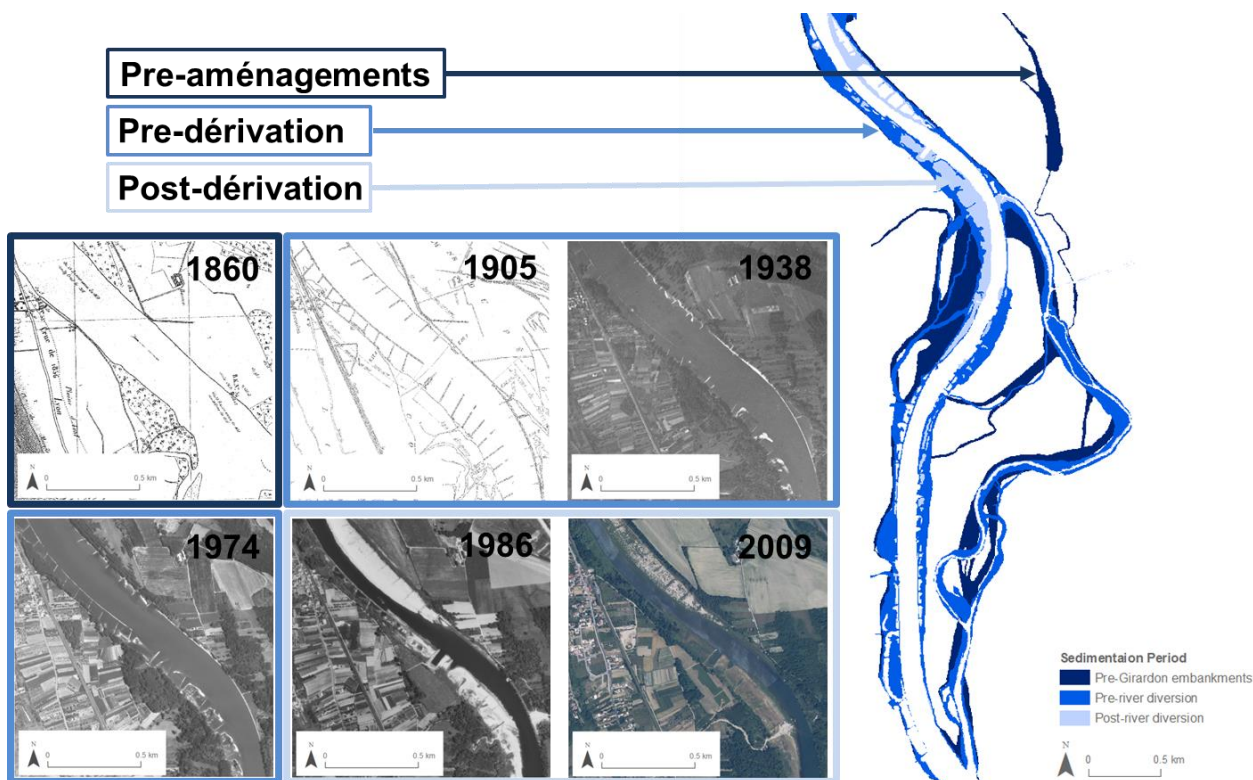 Pre-aménagements
Pre-dérivation
Post-dérivation
1860
1905
1938
N
0.5 km
0
N
0.5 km
0
N
0.5 km
0
1974
1986
2009
N
0.5 km
0
N
0.5 km
0
N
0.5 km
0
Sedimentaion Period
Pre-Girardon embankments
Pre-river diversion
Post-river diversion
N
0.5 km
0